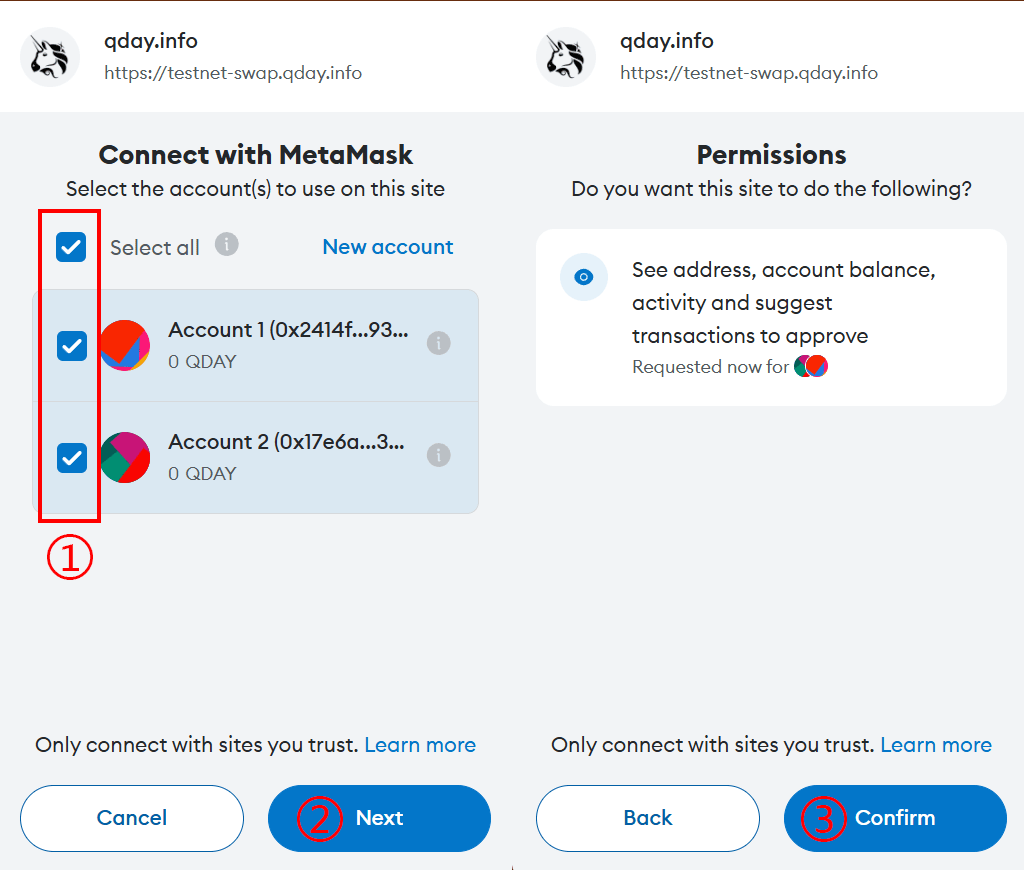 qday.info
https://testnet-swap.qday.info
Connect with MetaMask
Select the account(s) to use on this site
Select all
New account
Account 1 (0x2414f...93...
0 QDAY
Account 2 (0x17e6a...3...
0 QDAY
①
Only connect with sites you trust. Learn more
Cancel
② Next
qday.info
https://testnet-swap.qday.info
Permissions
Do you want this site to do the following?
See address, account balance,
activity and suggest
transactions to approve
Requested now for
Only connect with sites you trust. Learn more
Back
③ Confirm